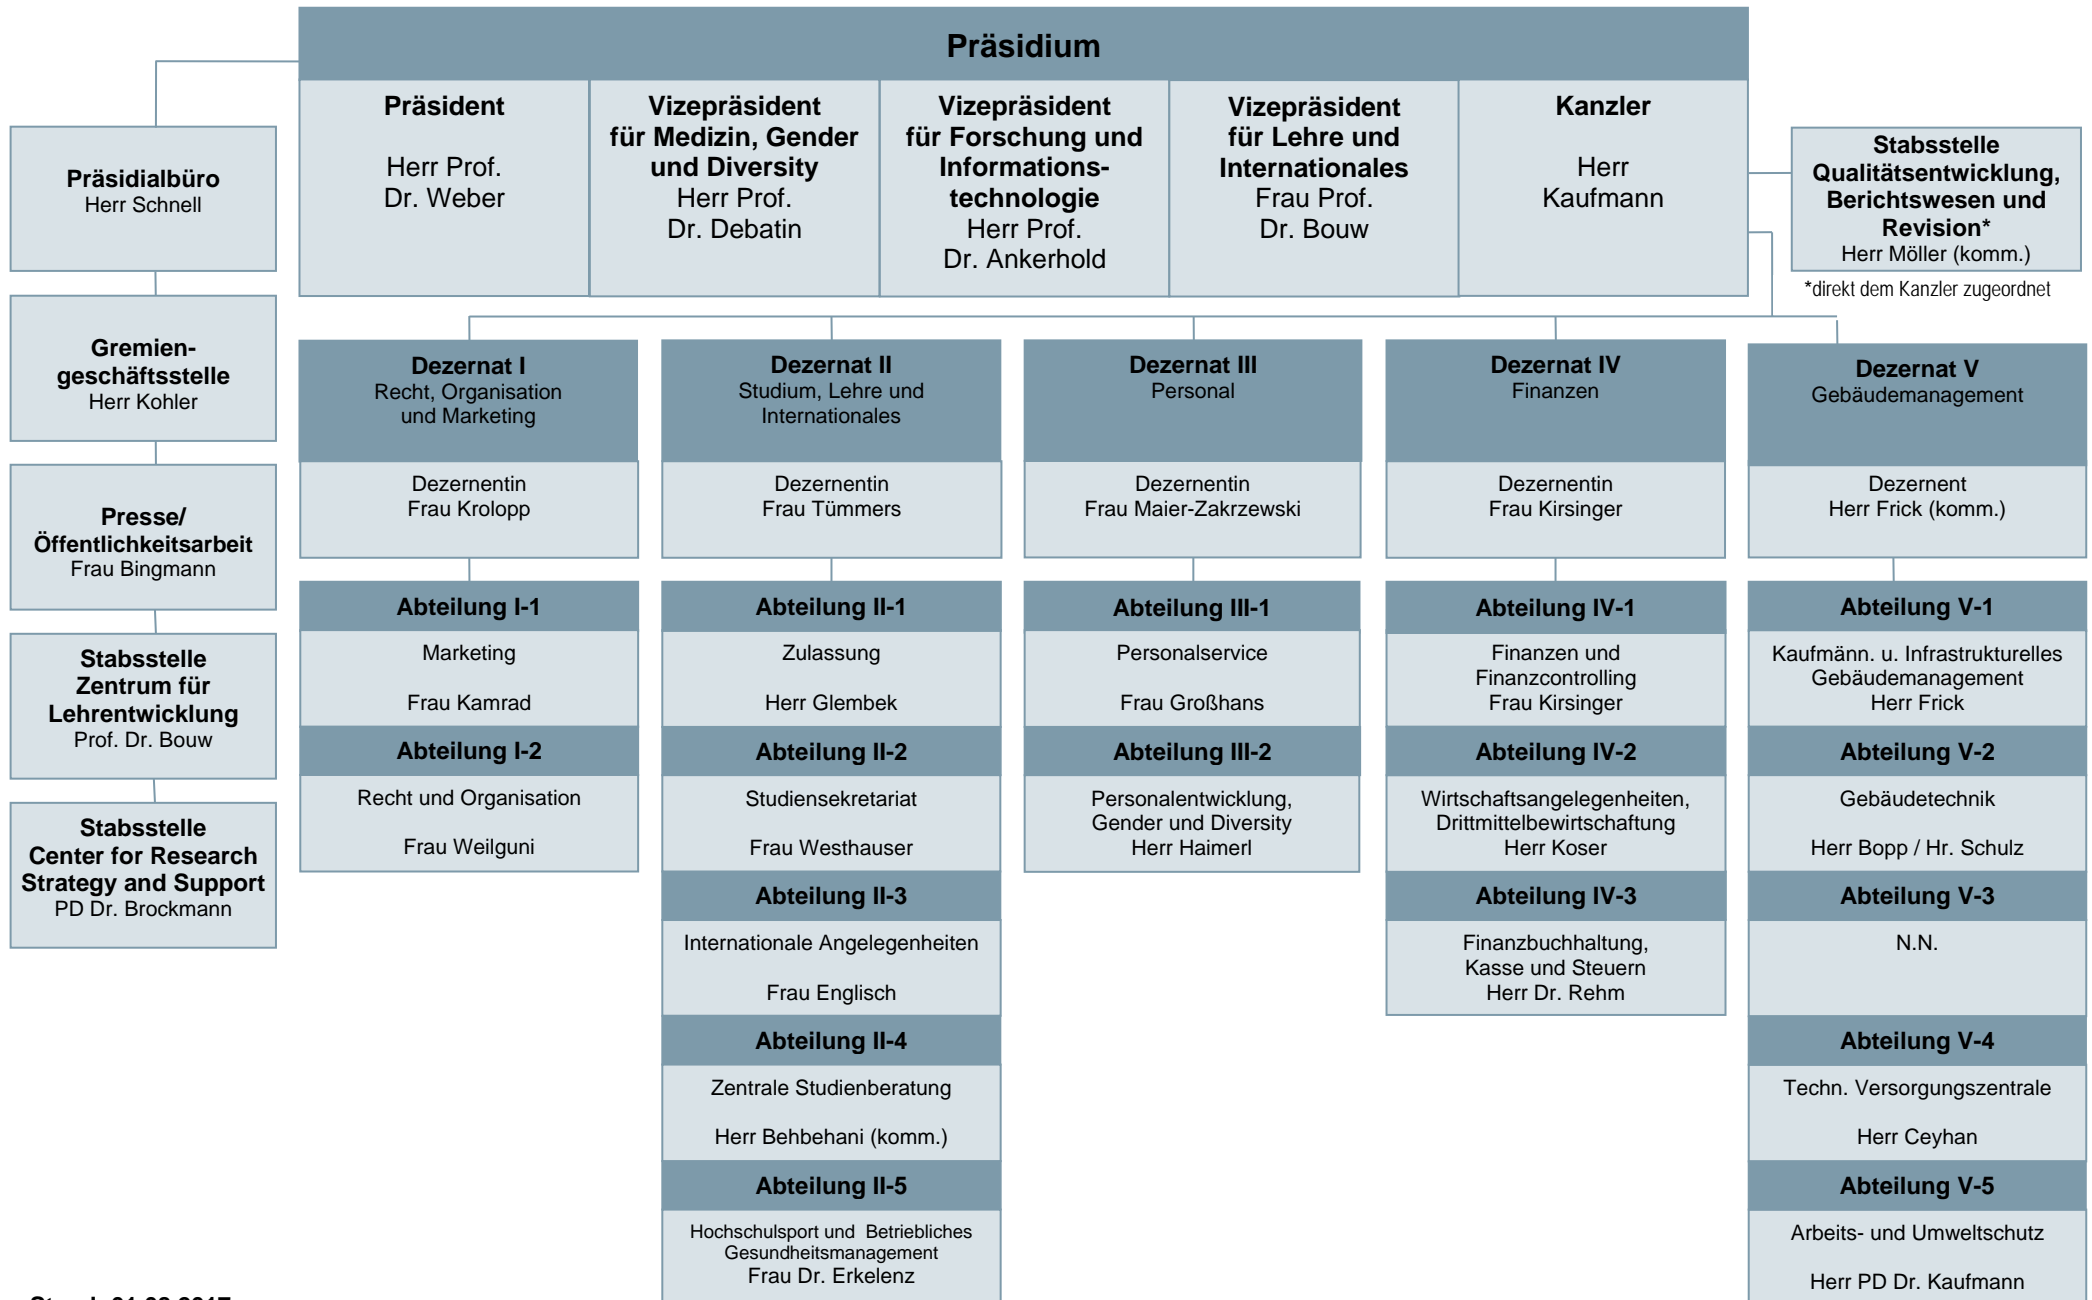 Präsidium
Präsident
Herr Prof.
Dr. Weber
Vizepräsident
für Medizin, Gender
und Diversity
Herr Prof.
Dr. Debatin
Vizepräsident
für Forschung und
Informations-
technologie
Herr Prof.
Dr. Ankerhold
Vizepräsident
für Lehre und
Internationales
Frau Prof.
Dr. Bouw
Kanzler
Herr
Kaufmann
Stabsstelle
Qualitätsentwicklung,
Berichtswesen und
Revision*
Herr Möller (komm.)
*direkt dem Kanzler zugeordnet
Präsidialbüro
Herr Schnell
Gremien-
geschäftsstelle
Herr Kohler
Presse/
Öffentlichkeitsarbeit
Frau Bingmann
Stabsstelle
Zentrum für
Lehrentwicklung
Prof. Dr. Bouw
Stabsstelle
Center for Research
Strategy and Support
PD Dr. Brockmann
Dezernat I
Recht, Organisation
und Marketing
Dezernentin
Frau Krolopp
Abteilung I-1
Marketing
Frau Kamrad
Abteilung I-2
Recht und Organisation
Frau Weilguni
Dezernat II
Studium, Lehre und
Internationales
Dezernentin
Frau Tümmers
Abteilung II-1
Zulassung
Herr Glembek
Abteilung II-2
Studiensekretariat
Frau Westhauser
Abteilung II-3
Internationale Angelegenheiten
Frau Englisch
Abteilung II-4
Zentrale Studienberatung
Herr Behbehani (komm.)
Abteilung II-5
Hochschulsport und Betriebliches
Gesundheitsmanagement
Frau Dr. Erkelenz
Dezernat III
Personal
Dezernentin
Frau Maier-Zakrzewski
Abteilung III-1
Personalservice
Frau Großhans
Abteilung III-2
Personalentwicklung,
Gender und Diversity
Herr Haimerl
Dezernat IV
Finanzen
Dezernentin
Frau Kirsinger
Abteilung IV-1
Finanzen und
Finanzcontrolling
Frau Kirsinger
Abteilung IV-2
Wirtschaftsangelegenheiten,
Drittmittelbewirtschaftung
Herr Koser
Abteilung IV-3
Finanzbuchhaltung,
Kasse und Steuern
Herr Dr. Rehm
Dezernat V
Gebäudemanagement
Dezernent
Herr Frick (komm.)
Abteilung V-1
Kaufmänn. u. Infrastrukturelles
Gebäudemanagement
Herr Frick
Abteilung V-2
Gebäudetechnik
Herr Bopp / Hr. Schulz
Abteilung V-3
N.N.
Abteilung V-4
Techn. Versorgungszentrale
Herr Ceyhan
Abteilung V-5
Arbeits- und Umweltschutz
Herr PD Dr. Kaufmann